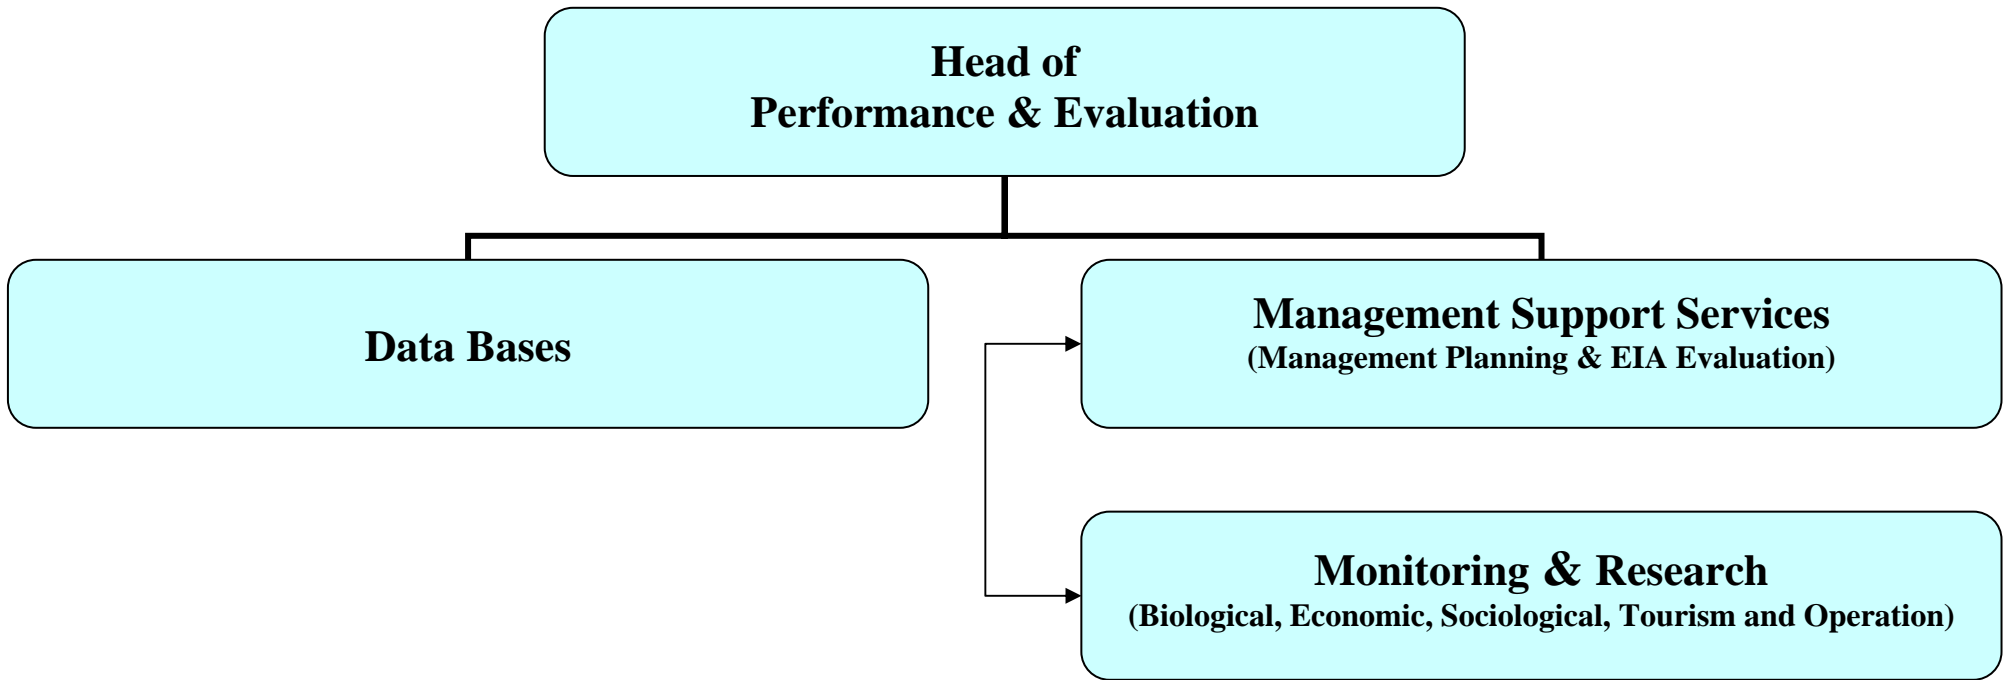 Head of
Performance & Evaluation
Data Bases
Management Support Services
(Management Planning & EIA Evaluation)
Monitoring & Research
(Biological, Economic, Sociological, Tourism and Operation)